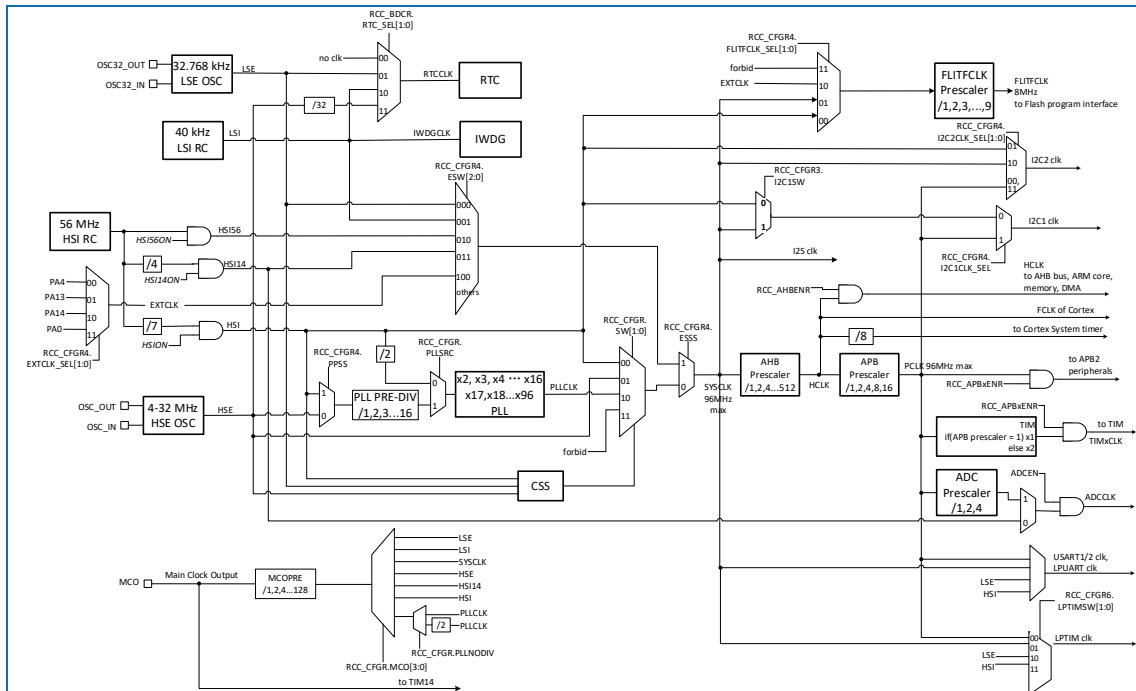 RCC_BDCR.
RTC_SEL[1:0]
OSC32_OUT
OSC32_IN
32.768 kHz
LSE OSC
LSE
no clk
00
01
10
11
/32
RTCCLK
RTC
40 kHz
LSI RC
LSI
IWDGCLK
IWDG
RCC_CFGR4.
ESW[2:0]
000
001
010
011
100
others
56 MHz
HSI RC
HSI56ON
HSI56
/4
HSI14ON
HSI14
PA4
PA13
PA14
PA0
00
01
10
11
EXTCLK
RCC_CFGR4.
EXTCLK_SEL[1:0]
/7
HSION
HSI
OSC_OUT
OSC_IN
4-32 MHz
HSE OSC
HSE
RCC_CFGR4.
PPSS
1
0
PLL PRE-DIV
/1,2,3...16
/2
RCC_CFGR.
PLLSRC
0
1
x2, x3, x4 ··· x16
x17,x18...x96
PLL
PLLCLK
RCC_CFGR.
SW[1:0]
00
01
10
11
forbid
CSS
RCC_CFGR4.
ESSS
1
0
SYSCLK
96MHz
max
AHB
Prescaler
/1,2,4...512
HCLK
APB
Prescaler
/1,2,4,8,16
PCLK 96MHz max
RCC_CFGR4.
FLITFCLK_SEL[1:0]
forbid
EXTCLK
11
10
01
00
FLITFCLK
Prescaler
/1,2,3,...,9
FLITFCLK
8MHz
to Flash program interface
RCC_CFGR4.
I2C2CLK_SEL[1:0]
01
10
00,
11
I2C2 clk
RCC_CFGR3.
I2C1SW
0
1
0
1
I2C1 clk
RCC_CFGR4.
I2C1CLK_SEL
I2S clk
RCC_AHBENR
HCLK
to AHB bus, ARM core,
memory, DMA
FCLK of Cortex
/8
to Cortex System timer
RCC_APBxENR
to APB2
peripherals
RCC_APBxENR
TIM
if(APB prescaler = 1) x1
else x2
to TIM
TIMxCLK
ADC
Prescaler
/1,2,4
ADCEN
1
0
ADCCLK
LSE
HSI
USART1/2 clk,
LPUART clk
RCC_CFGR6.
LPTIMSW[1:0]
00
01
10
11
LSE
HSI
LPTIM clk
MCO
Main Clock Output
MCOPRE
/1,2,4...128
LSE
LSI
SYSCLK
HSE
HSI14
HSI
PLLCLK
/2
PLLCLK
RCC_CFGR.PLLNODIV
RCC_CFGR.MCO[3:0]
to TIM14